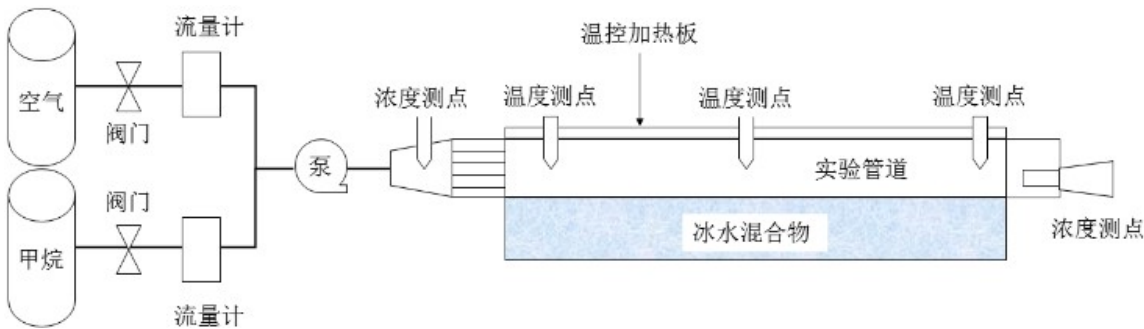 流量计
空气
阀门
温控加热板
浓度测点
温度测点
温度测点
温度测点
泵
实验管道
阀门
甲烷
流量计
冰水混合物
浓度测点